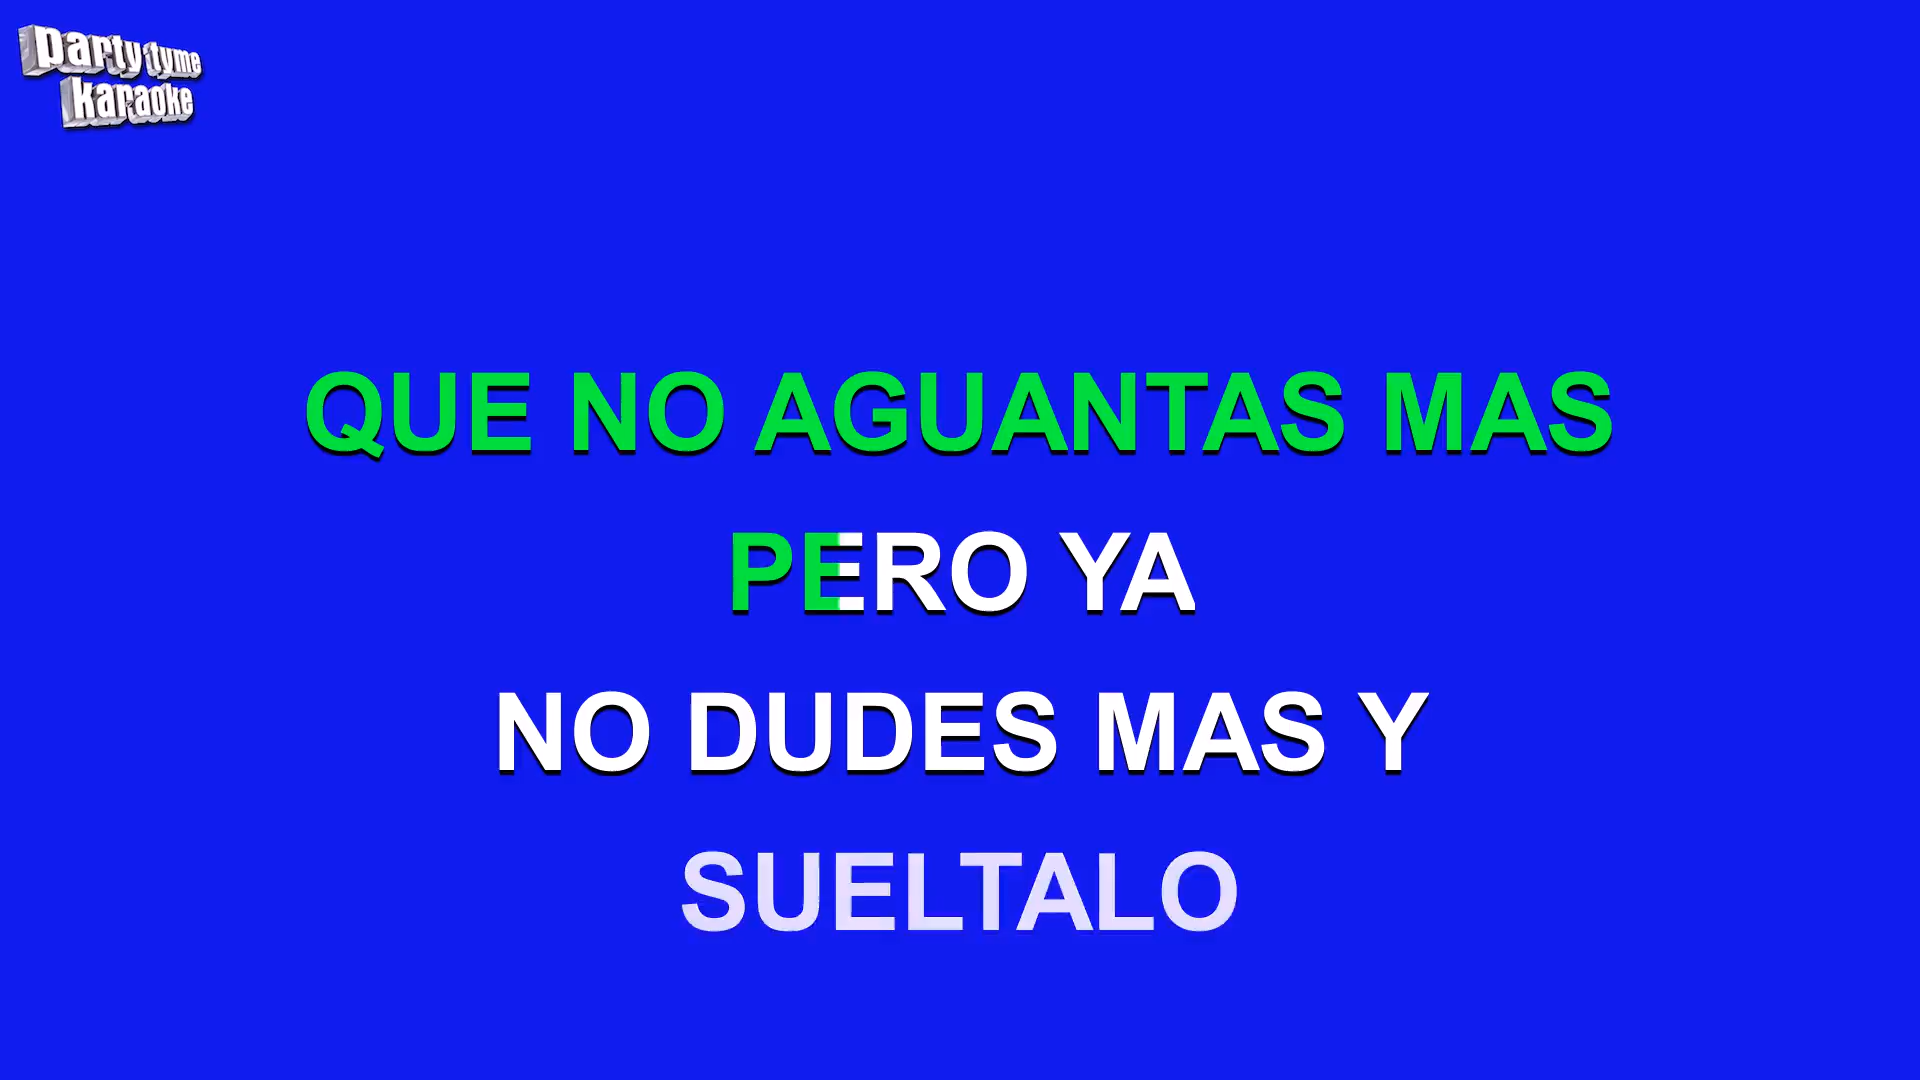 party tyme
karaoke
QUE NO AGUANTAS MAS
PERO YA
NO DUDES MAS Y
SUELTALO